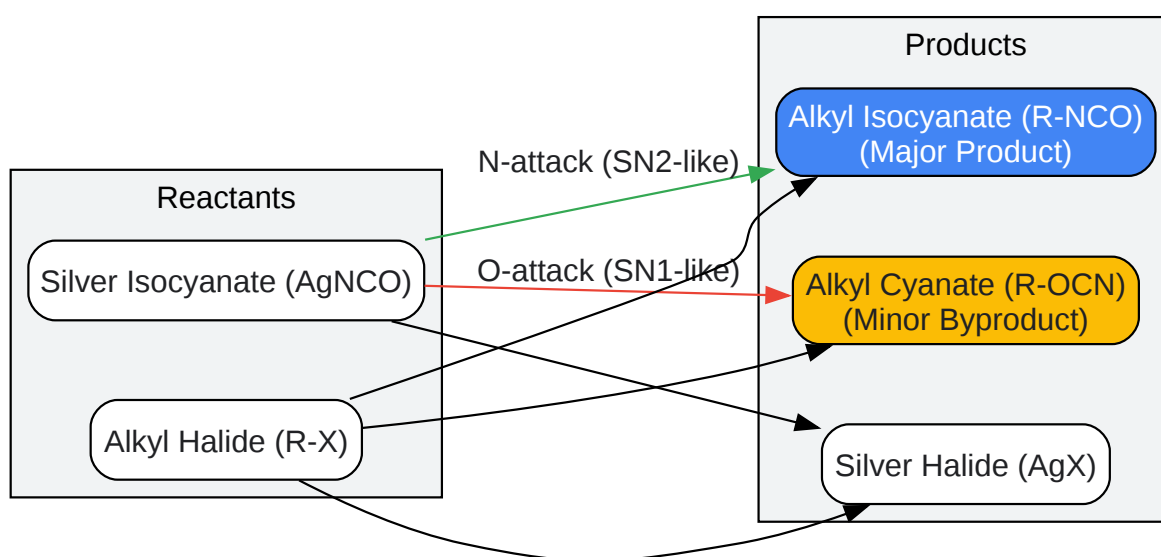 Products
Alkyl Isocyanate (R-NCO)
(Major Product)
N-attack (SN2-like)
Reactants
Silver Isocyanate (AgNCO)
O-attack (SN1-like)
Alkyl Cyanate (R-OCN)
(Minor Byproduct)
Alkyl Halide (R-X)
Silver Halide (AgX)